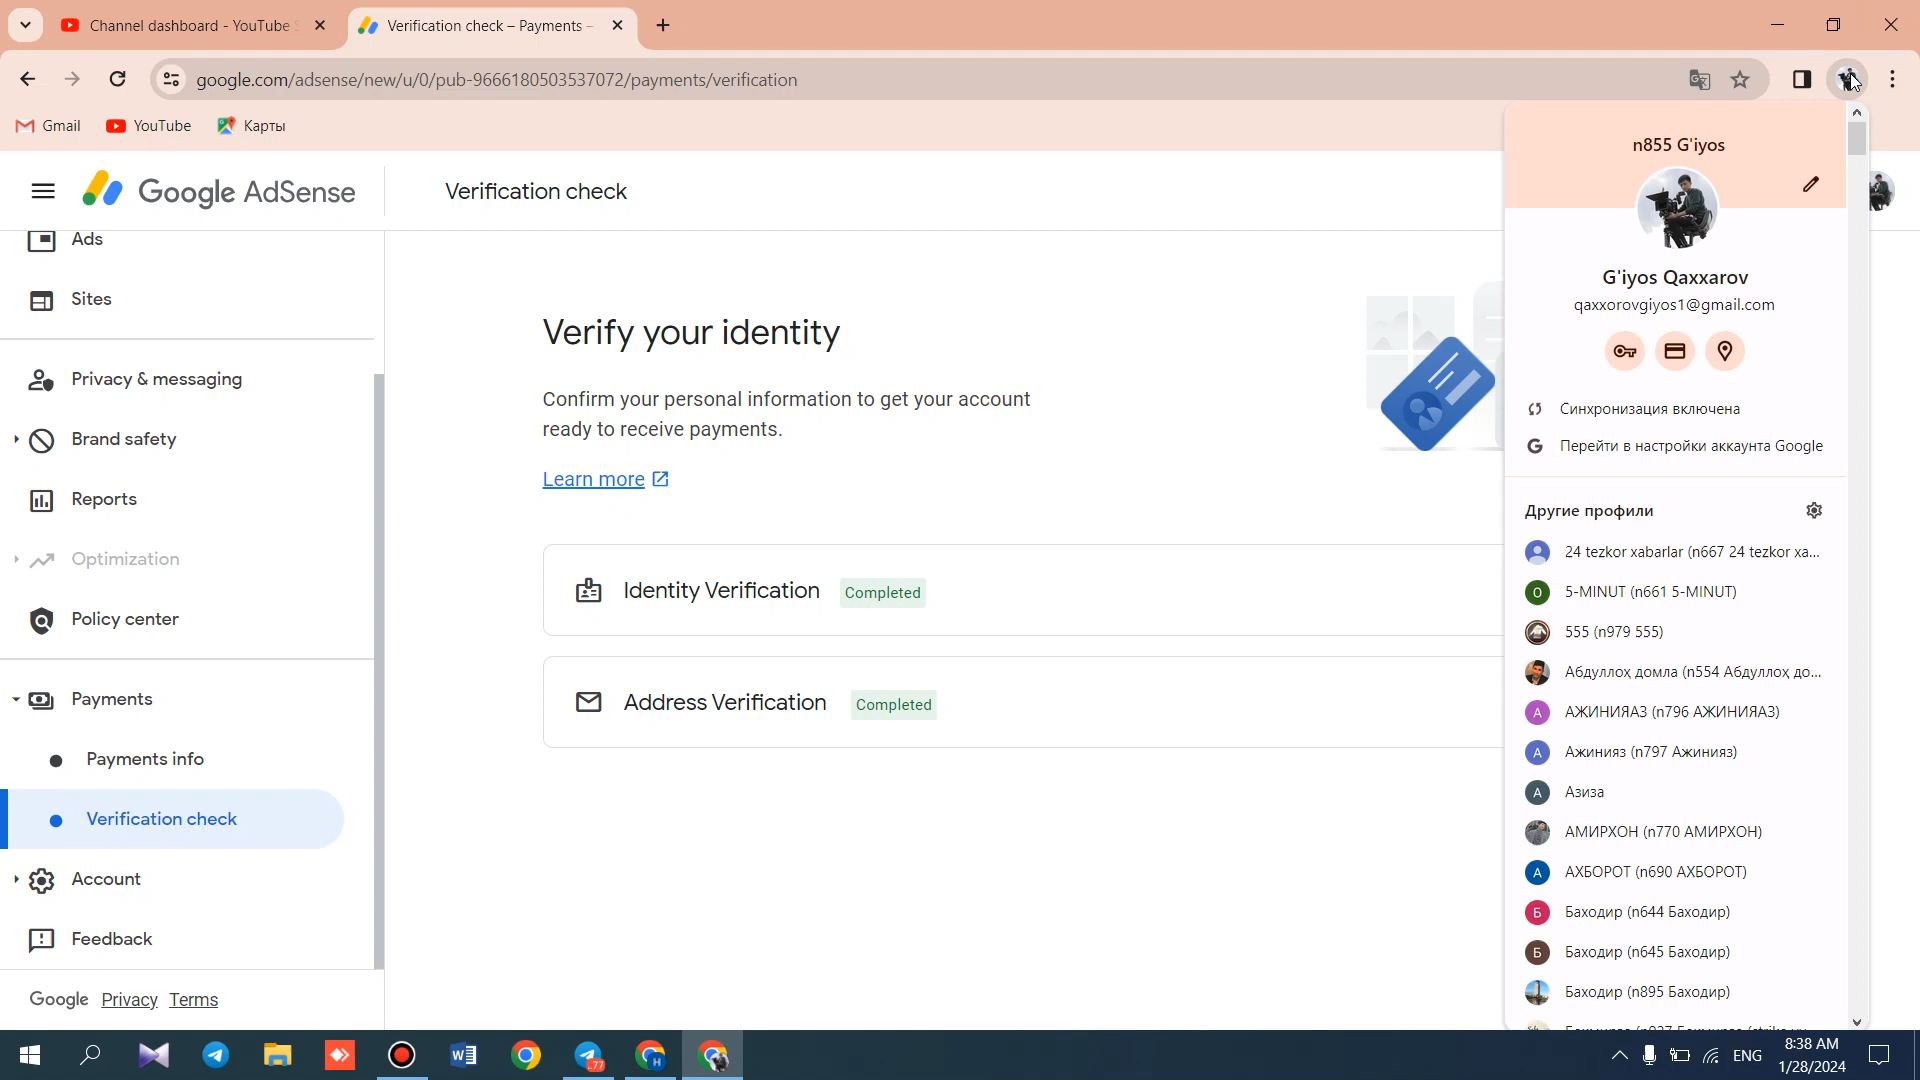 Channel dashboard - YouTube S
Verification check – Payments –
google.com/adsense/new/u/0/pub-9666180503537072/payments/verification
Gmail
YouTube
Карты
Google AdSense
Verification check
Ads
Sites
Privacy & messaging
Brand safety
Reports
Optimization
Policy center
Payments
Payments info
Verification check
Account
Feedback
Google Privacy Terms
Verify your identity
Confirm your personal information to get your account
ready to receive payments.
Learn more
Identity Verification Completed
Address Verification Completed
n855 G'iyos
G'iyos Qaxxarov
qaxxorovgiyos1@gmail.com
Синхронизация включена
Перейти в настройки аккаунта Google
Другие профили
24 tezkor xabarlar (n667 24 tezkor xa...
5-MINUT (n661 5-MINUT)
555 (n979 555)
Абдуллоҳ домла (n554 Абдуллоҳ до...
АЖИНИЯАЗ (n796 АЖИНИЯАЗ)
Ажинияз (n797 Ажинияз)
Азиза
АМИРХОН (n770 АМИРХОН)
АХБОРОТ (n690 АХБОРОТ)
Баходир (n644 Баходир)
Баходир (n645 Баходир)
Баходир (n895 Баходир)
77
ENG
8:38 AM
1/28/2024